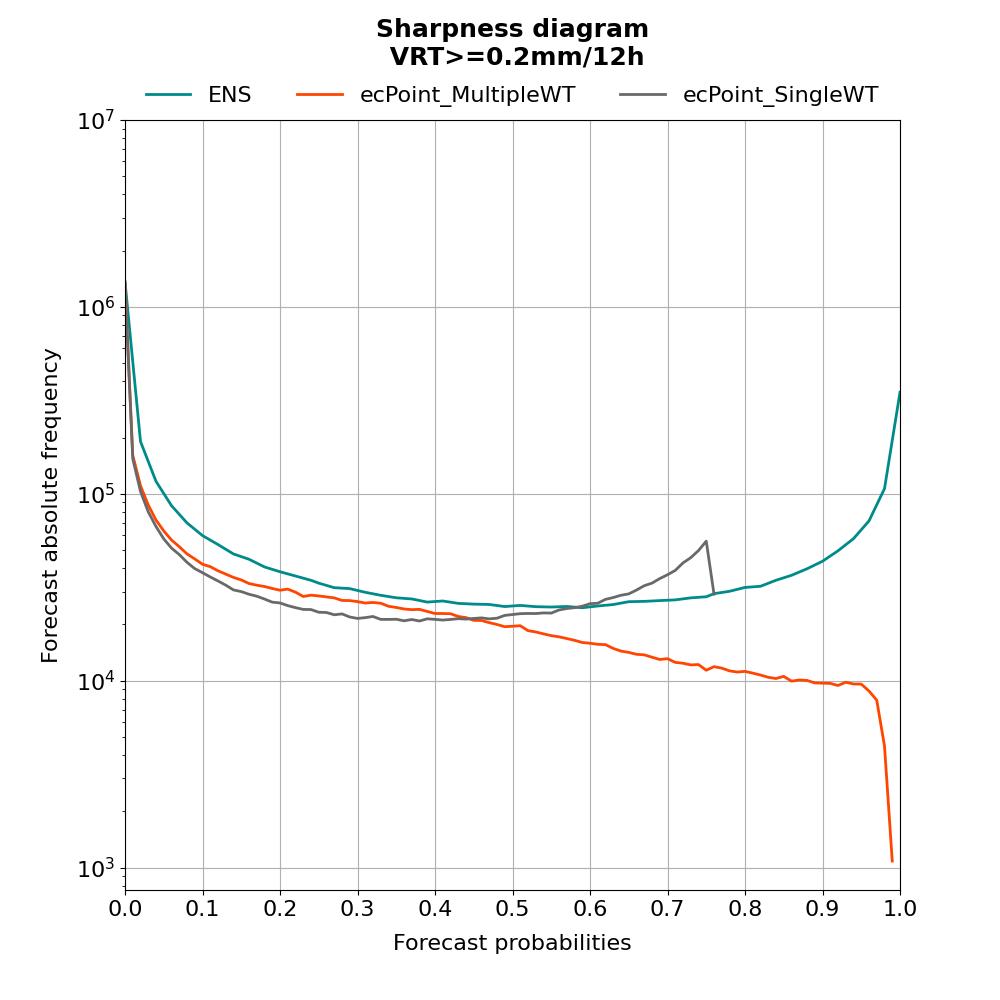 Sharpness diagram
VRT>=0.2mm/12h
ENS ecPoint_MultipleWT ecPoint_SingleWT
10^7
10^6
10^5
10^4
10^3
Forecast absolute frequency
0.0 0.1 0.2 0.3 0.4 0.5 0.6 0.7 0.8 0.9 1.0
Forecast probabilities